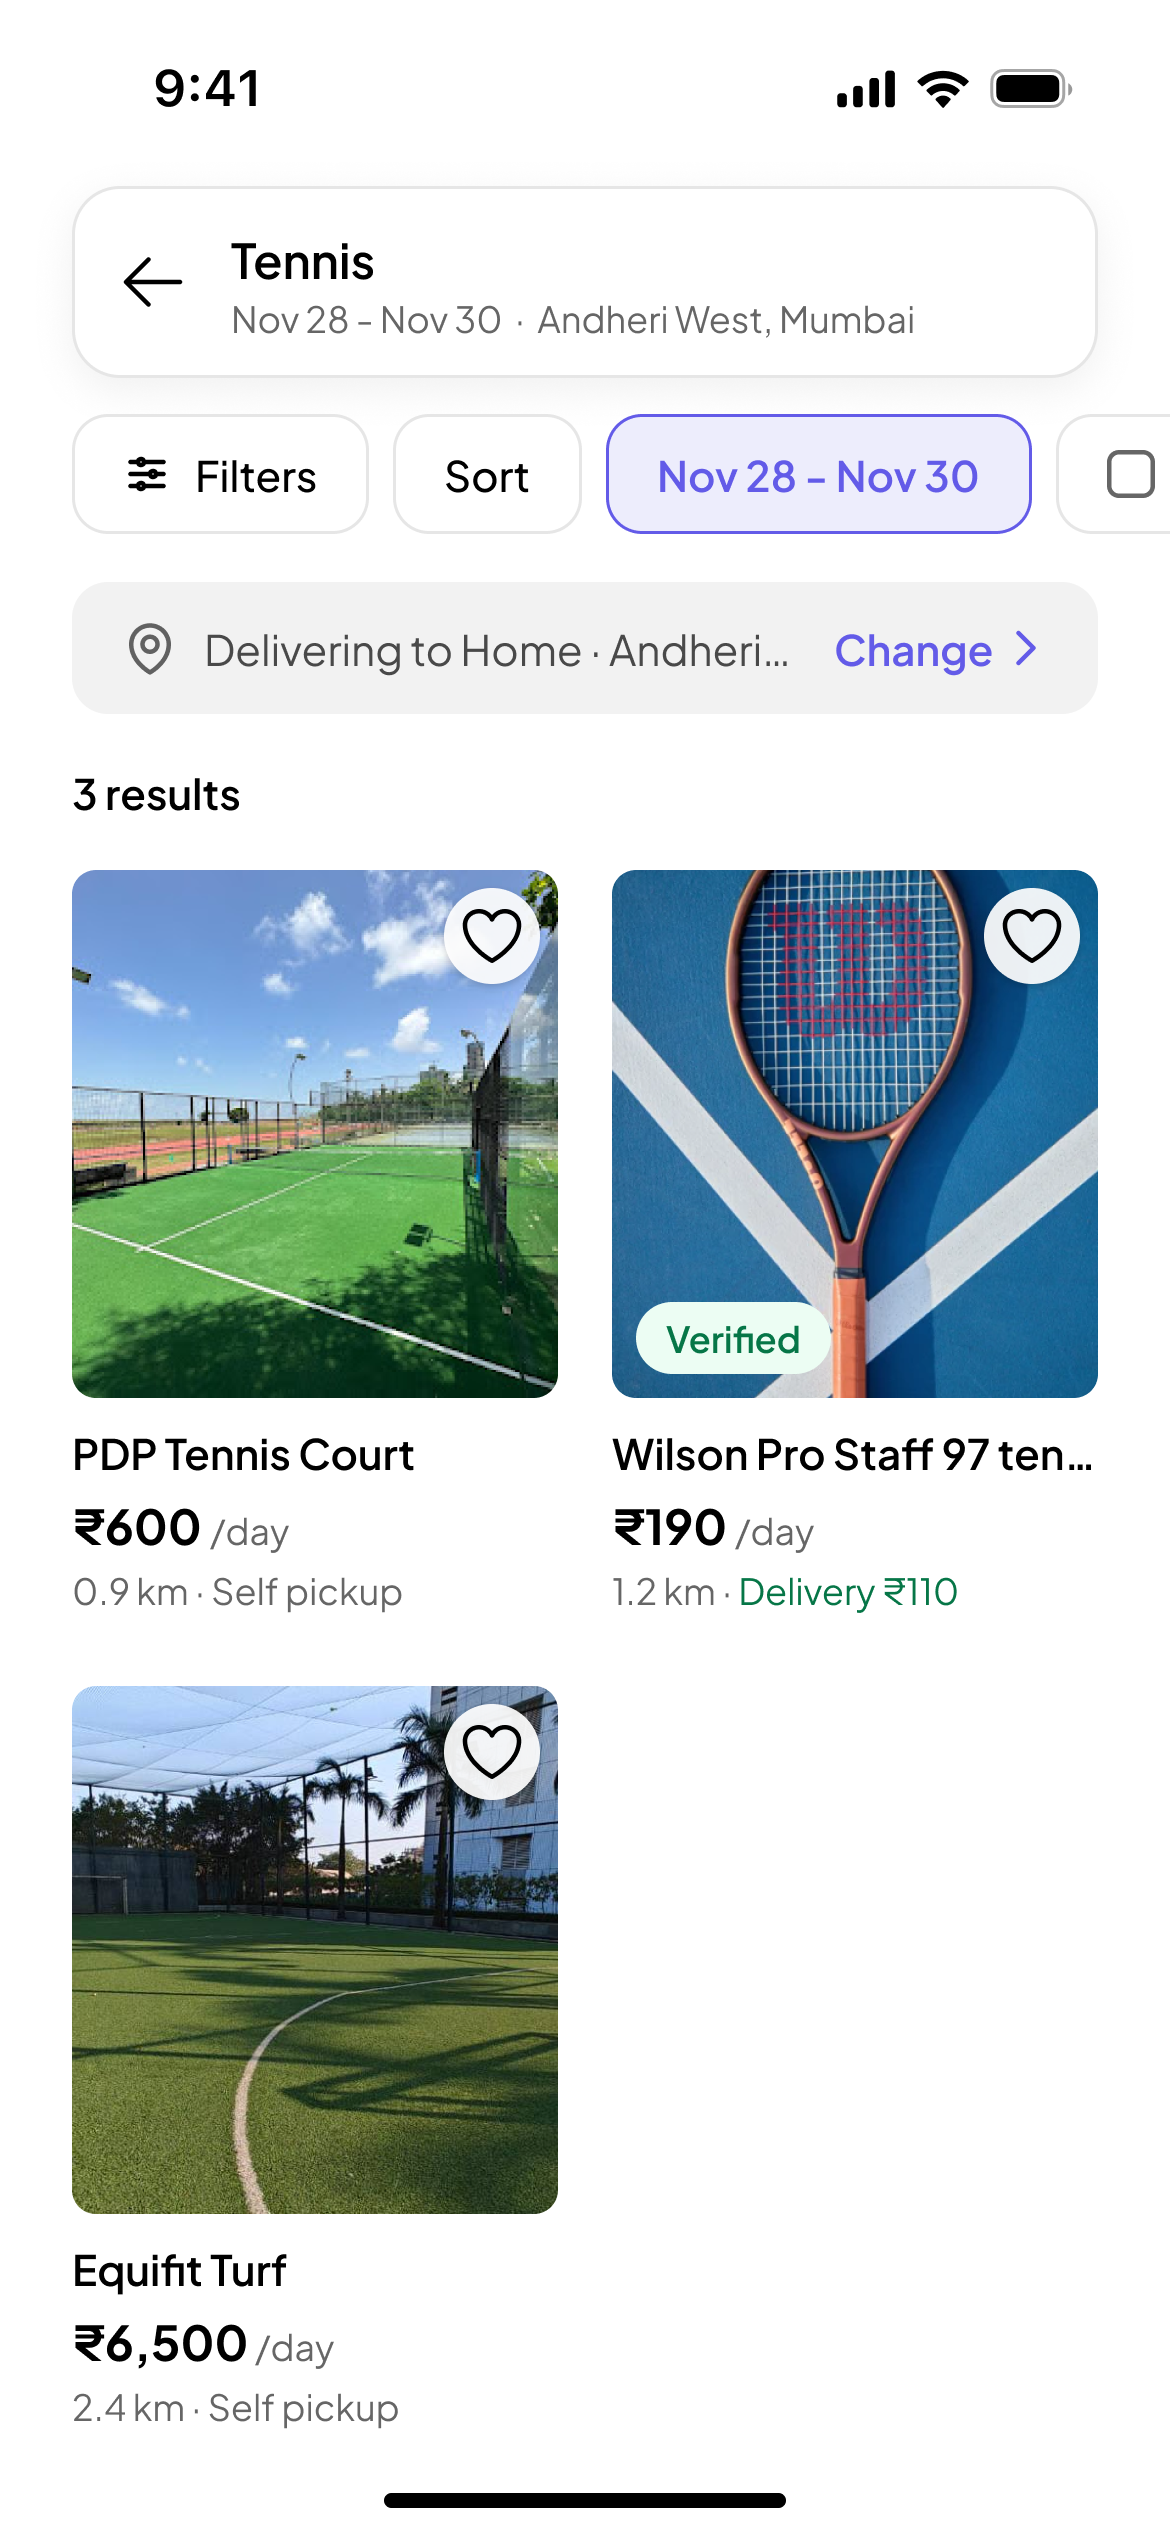 9:41
Tennis
Nov 28 - Nov 30 · Andheri West, Mumbai
Filters
Sort
Nov 28 - Nov 30
Delivering to Home · Andheri...
Change
3 results
Verified
PDP Tennis Court
Wilson Pro Staff 97 ten...
₹600 /day
₹190 /day
0.9 km · Self pickup
1.2 km · Delivery ₹110
Equifit Turf
₹6,500 /day
2.4 km · Self pickup